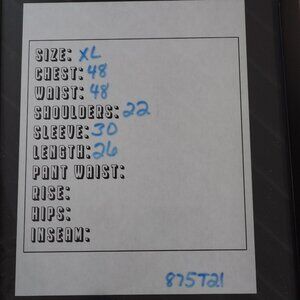 SIZE: XL
CHEST: 48
WAIST: 48
SHOULDERS: 22
SLEEVE: 30
LENGTH: 26
PANT WAIST:
RISE:
HIPS:
INSEAM:
875T21